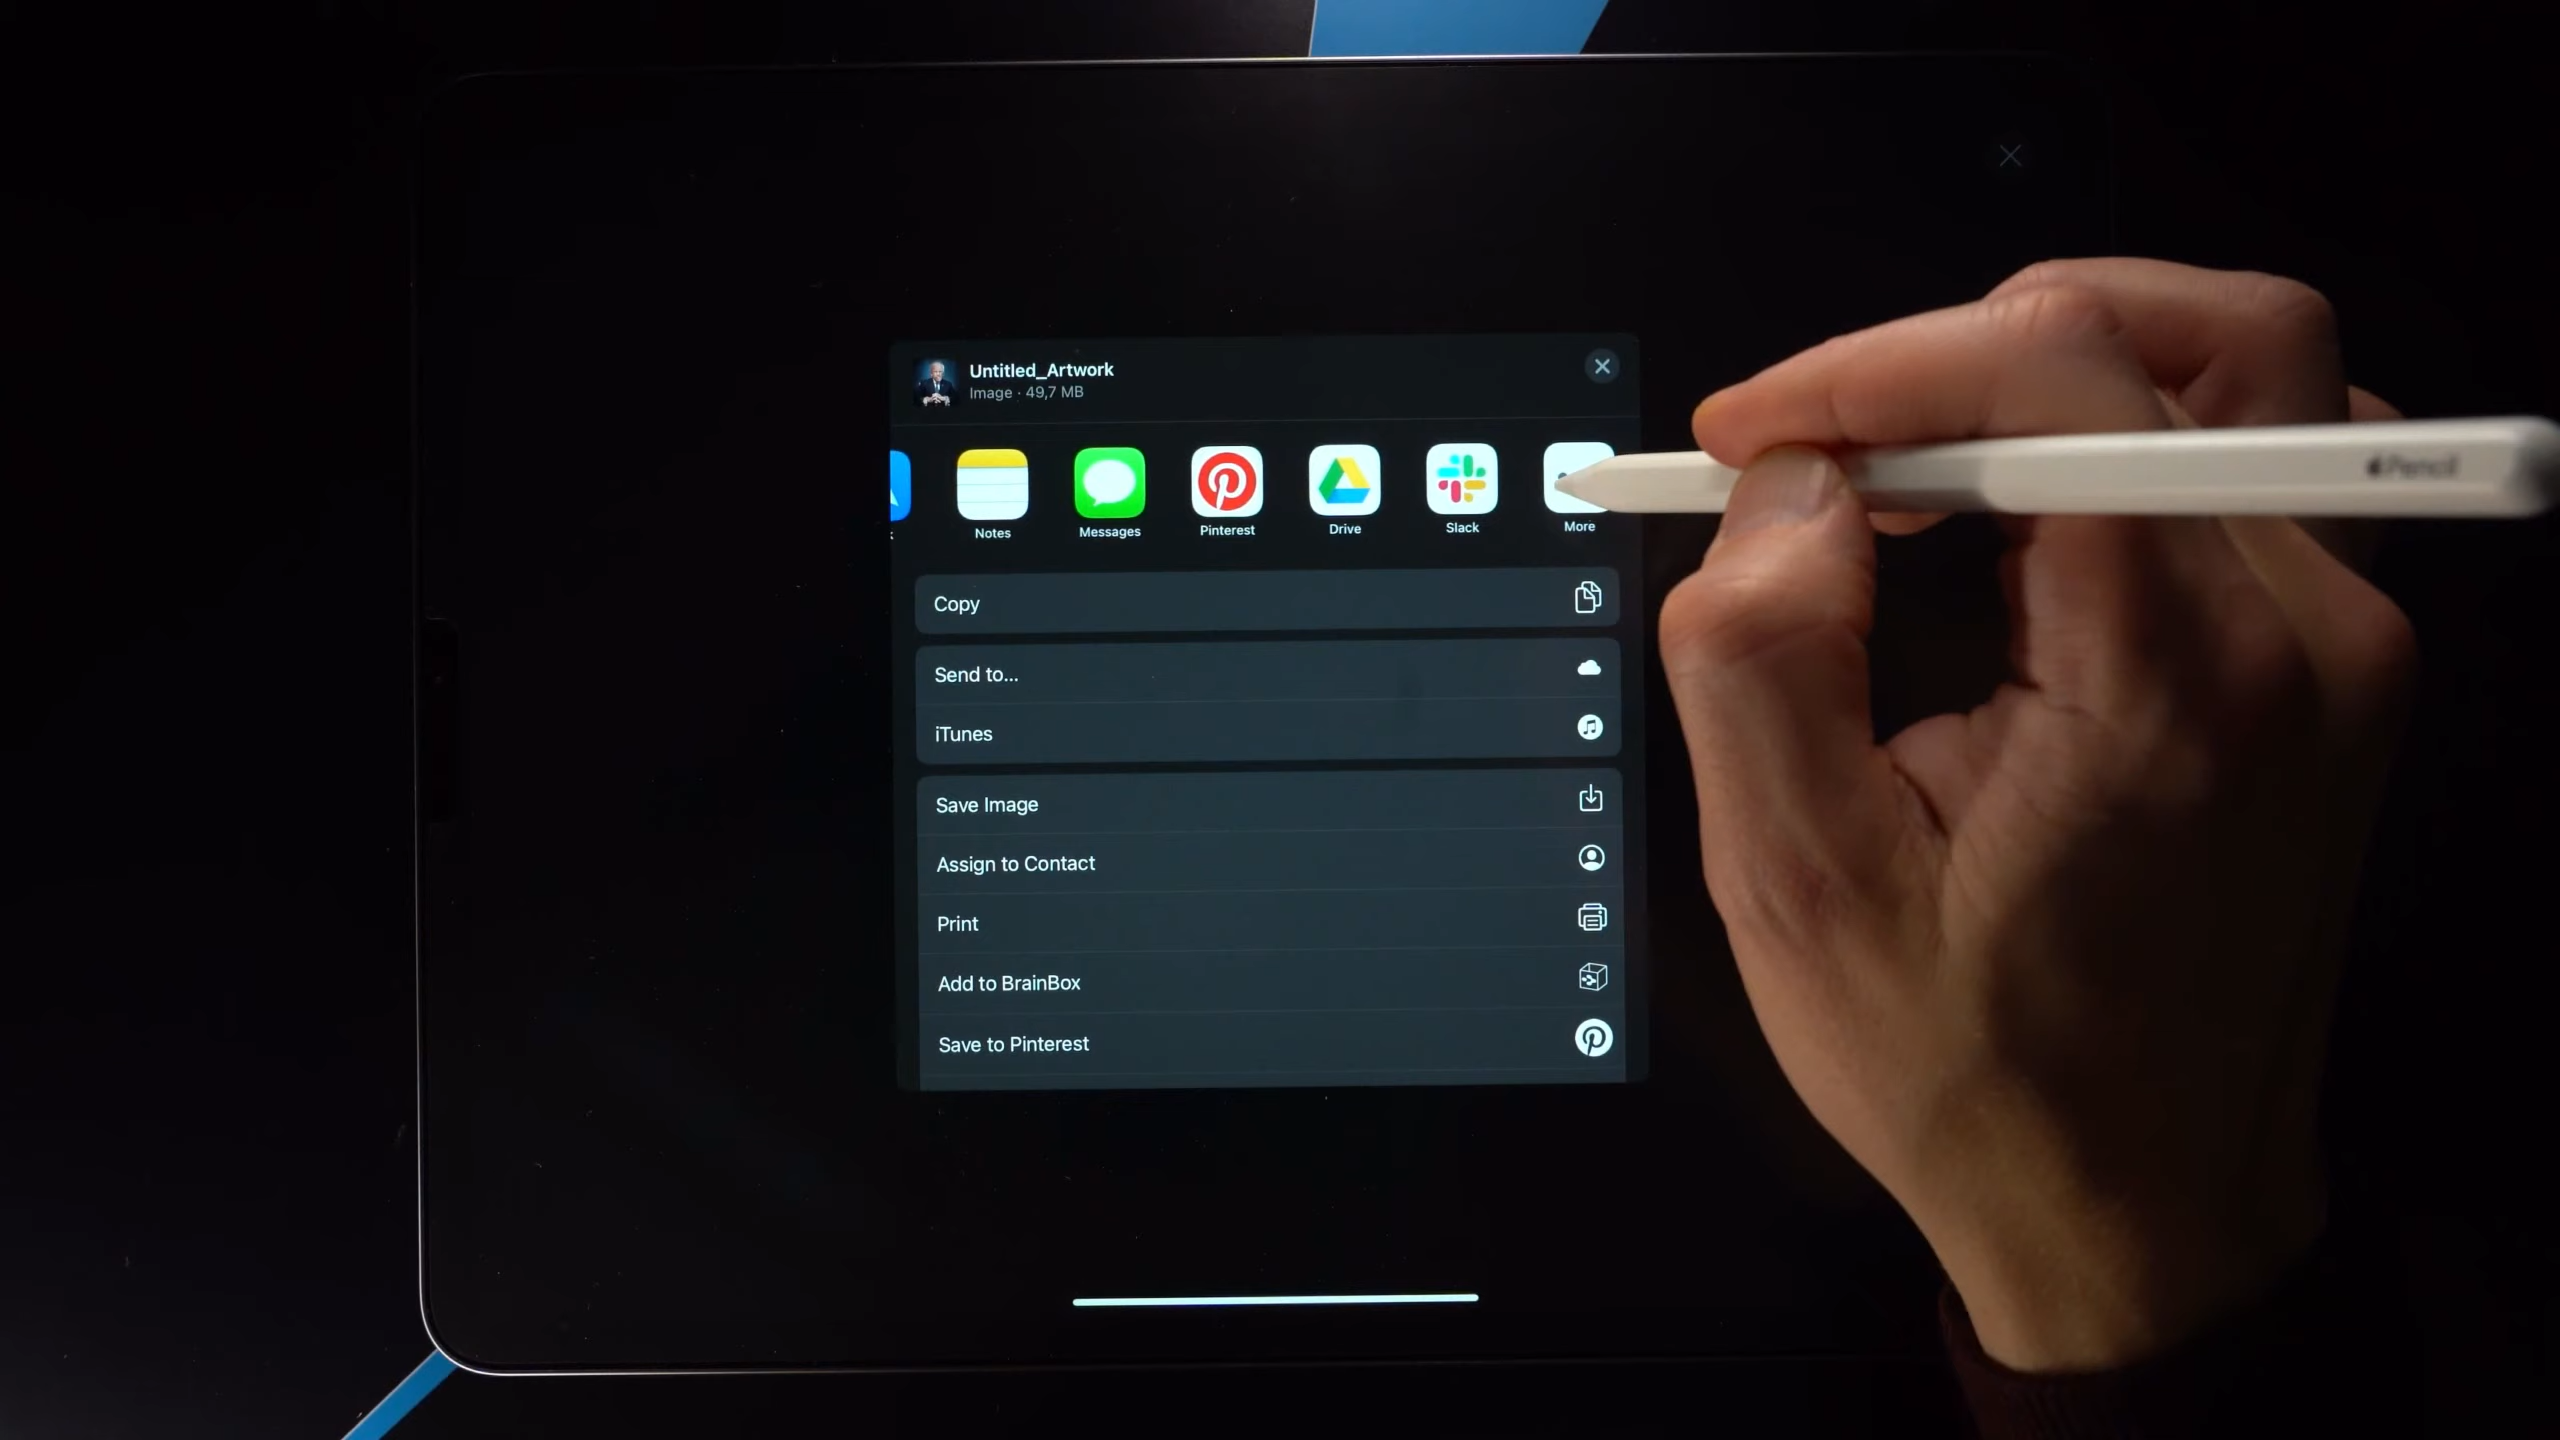 Untitled_Artwork
Image · 49,7 MB
Notes
Messages
Pinterest
Drive
Slack
More
Pencil
Copy
Send to...
iTunes
Save Image
Assign to Contact
Print
Add to BrainBox
Save to Pinterest